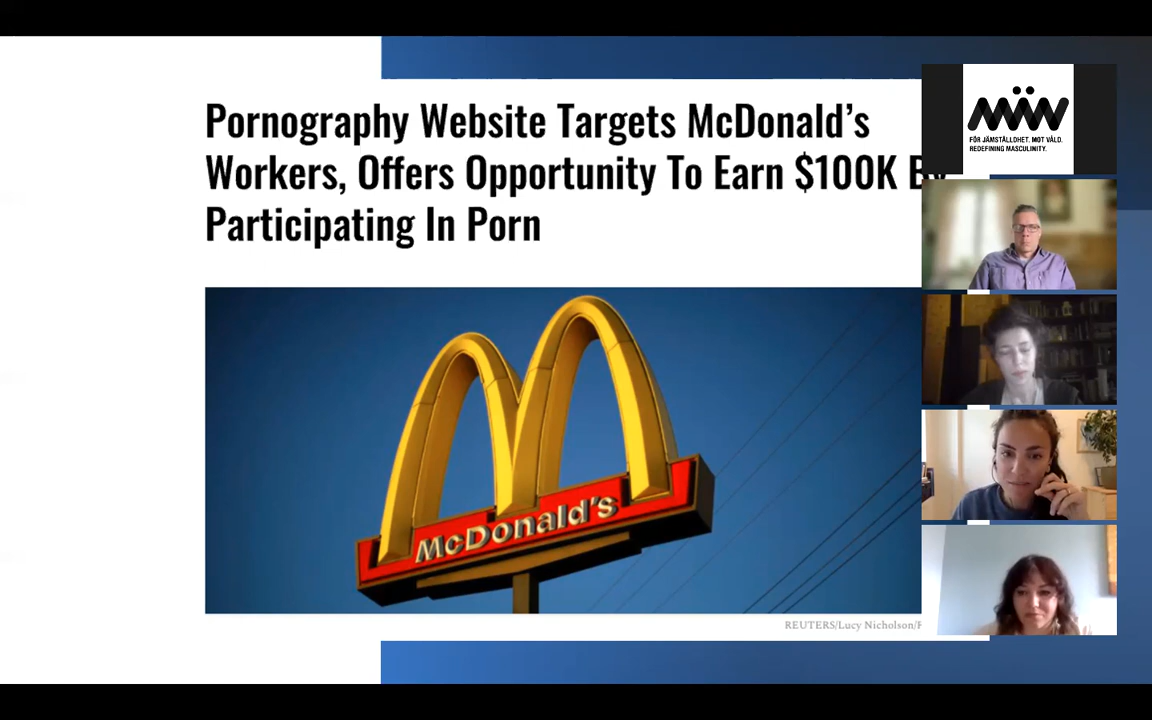 Pornography Website Targets McDonald's
Workers, Offers Opportunity To Earn $100K By
Participating In Porn
McDonald's
REUTERS/Lucy Nicholson/F
MÄN
FÖR JÄMSTÄLLDHET. MOT VÅLD.
REDEFINING MASCULINITY.